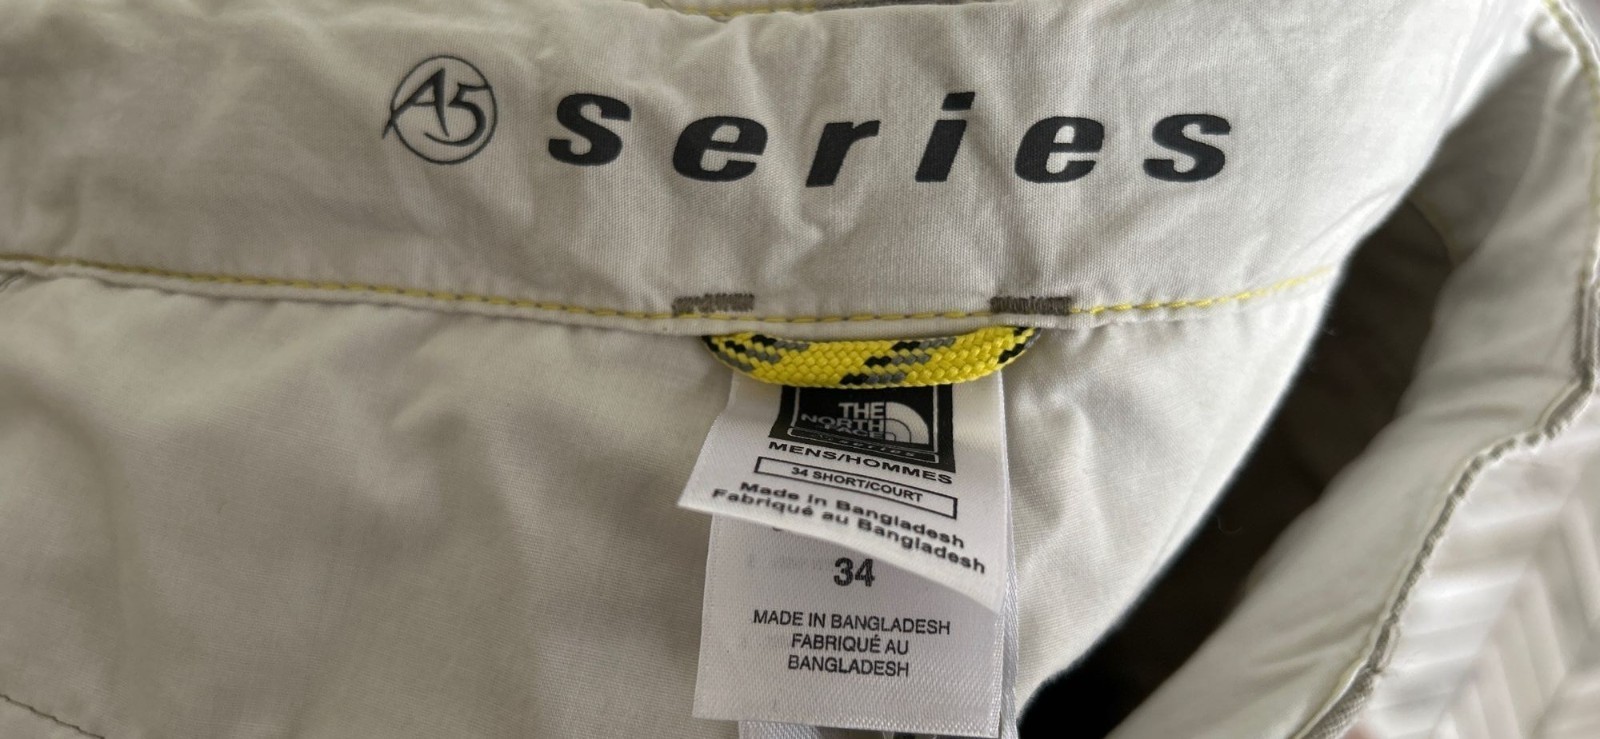 A5 series
THE
NORTH
FACE
MENS/HOMMES
34 SHORT/COURT
Made in Bangladesh
Fabriqué au Bangladesh
34
MADE IN BANGLADESH
FABRIQUÉ AU
BANGLADESH